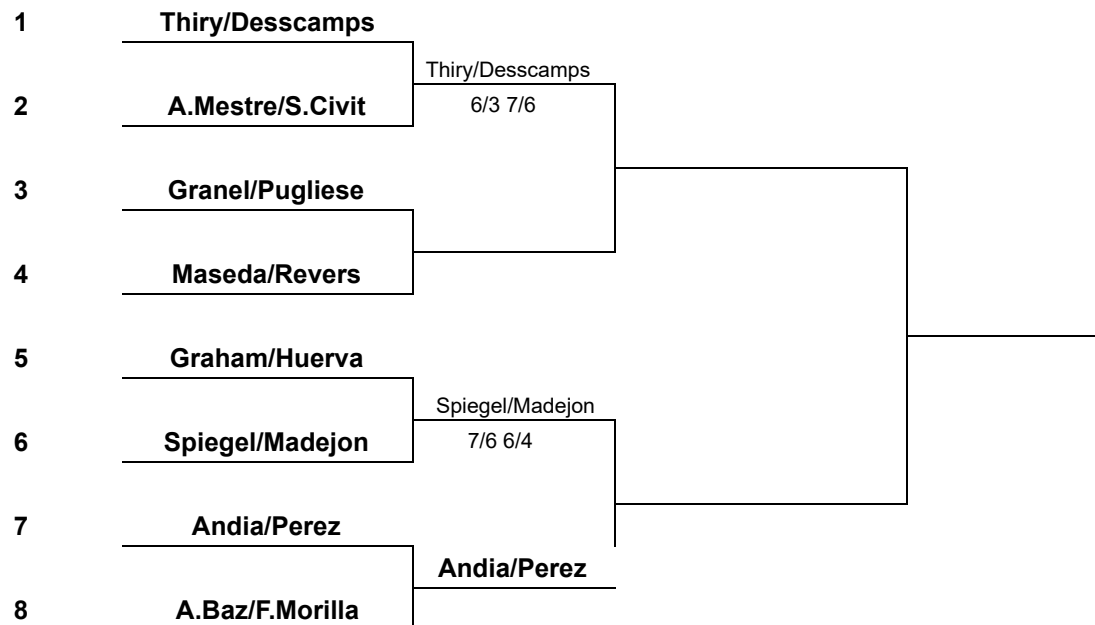 1 Thiry/Desscamps
Thiry/Desscamps
2 A.Mestre/S.Civit 6/3 7/6
3 Granel/Pugliese
4 Maseda/Revers
5 Graham/Huerva
Spiegel/Madejon
6 Spiegel/Madejon 7/6 6/4
7 Andia/Perez
Andia/Perez
8 A.Baz/F.Morilla